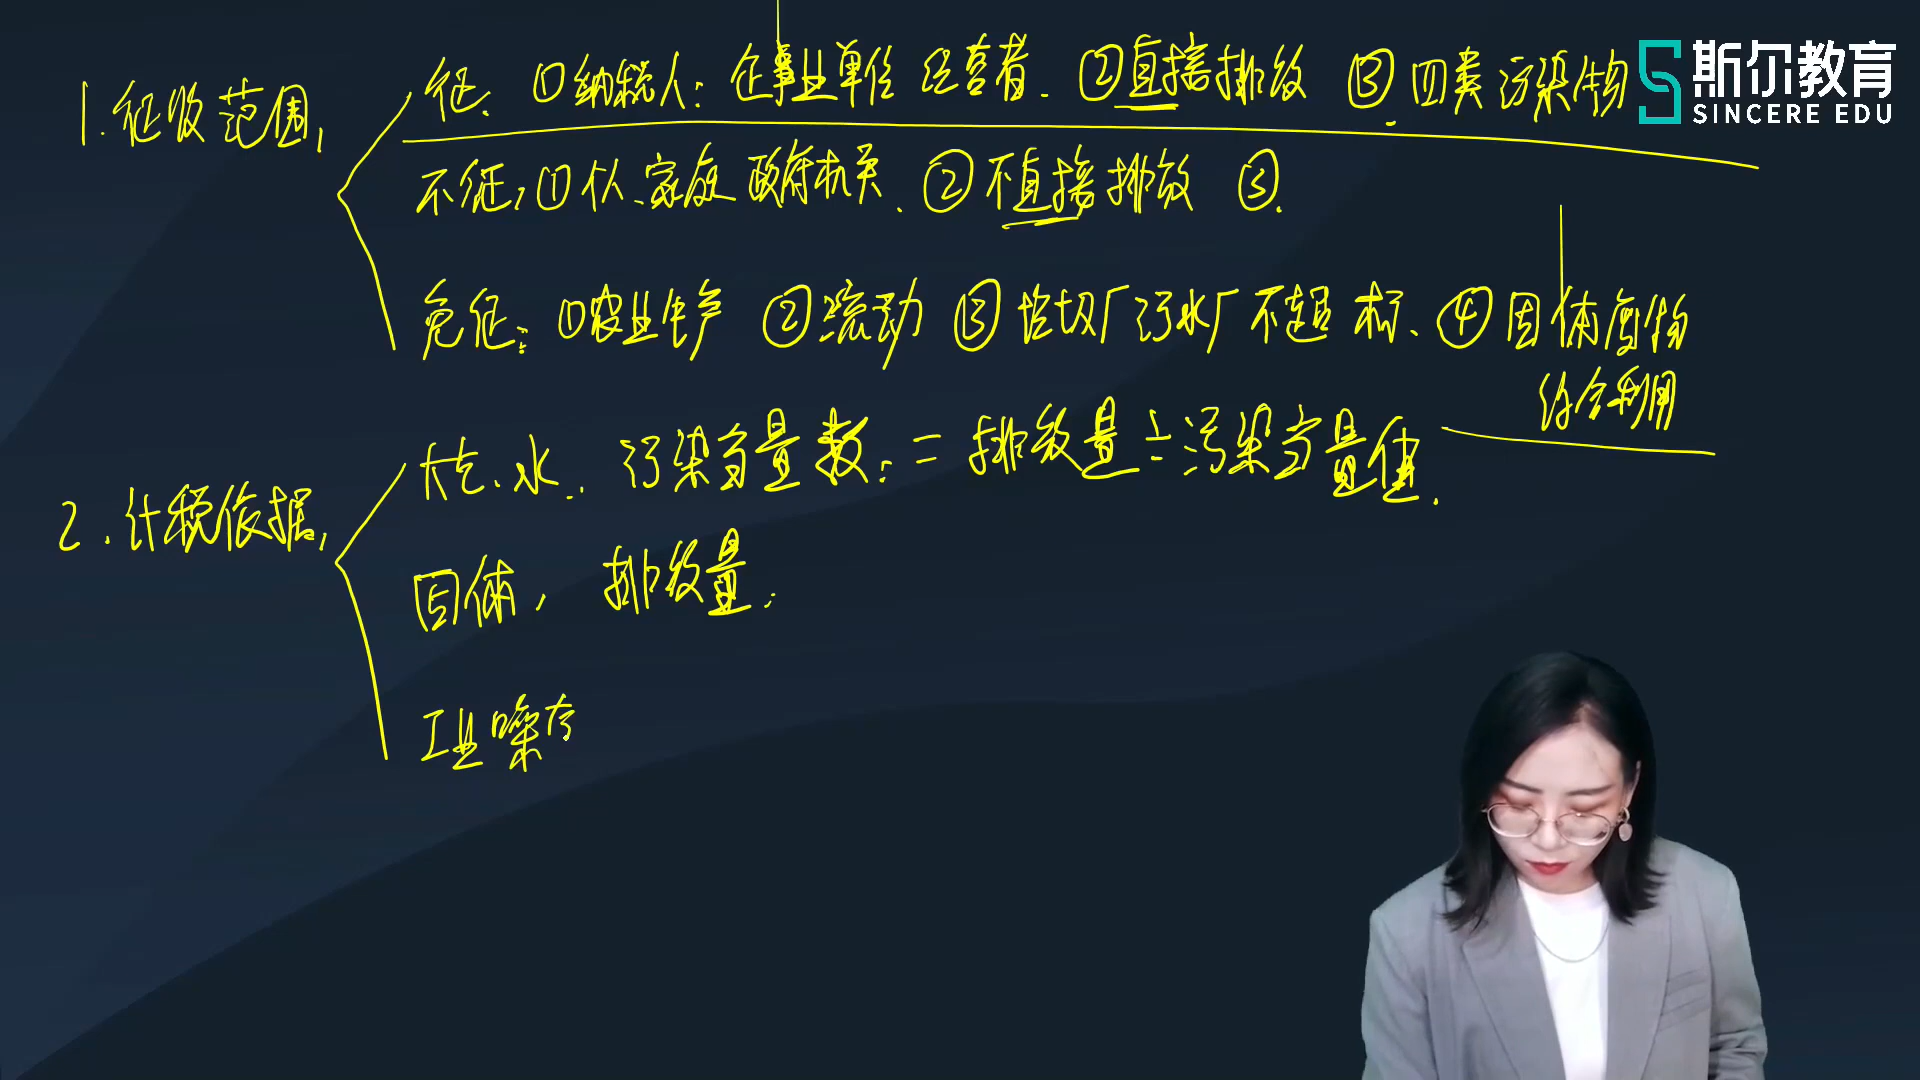 斯尔教育
SINCERE EDU
1.征收范围
征、①纳税人:企事业单位 经营者.②直接排放 ③四类污染物
不征,①个人、家庭 政府机关、②不直接排放 ③.
免征:①农业生产 ②流动 ③垃圾厂污水厂不超标、④固体废物
综合利用
2.计税依据,
大气、水.污染当量数:=排放量÷污染当量值.
固体,排放量.
工业噪